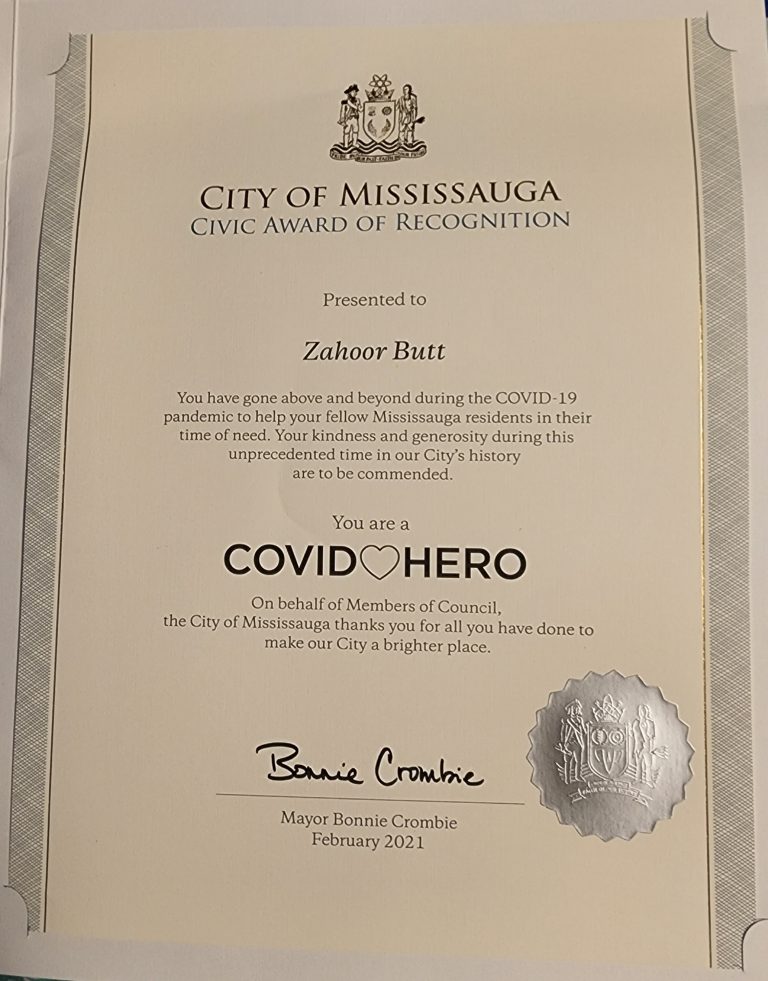 CITY OF MISSISSAUGA
CIVIC AWARD OF RECOGNITION
Presented to
Zahoor Butt
You have gone above and beyond during the COVID-19
pandemic to help your fellow Mississauga residents in their
time of need. Your kindness and generosity during this
unprecedented time in our City's history
are to be commended.
You are a
COVID♡HERO
On behalf of Members of Council,
the City of Mississauga thanks you for all you have done to
make our City a brighter place.
Bonnie Crombie
Mayor Bonnie Crombie
February 2021